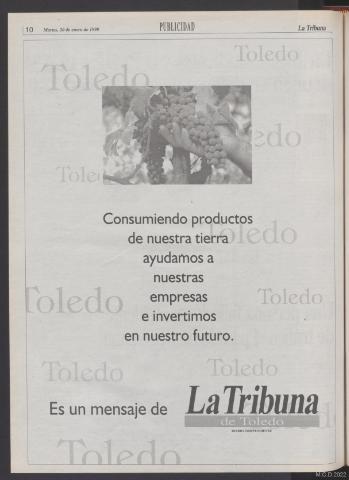 10
Martes, 20 de enero de 1998
PUBLICIDAD
La Tribuna
Toledo
Toledo
Toledo
Toledo
Consumiendo productos
de nuestra tierra
ayudamos a
nuestras
empresas
e invertimos
en nuestro futuro.
Toledo
Toledo
Toledo
Toledo
Toledo
Es un mensaje de
La Tribuna
de Toledo
Toledo
M.C.D. 2022